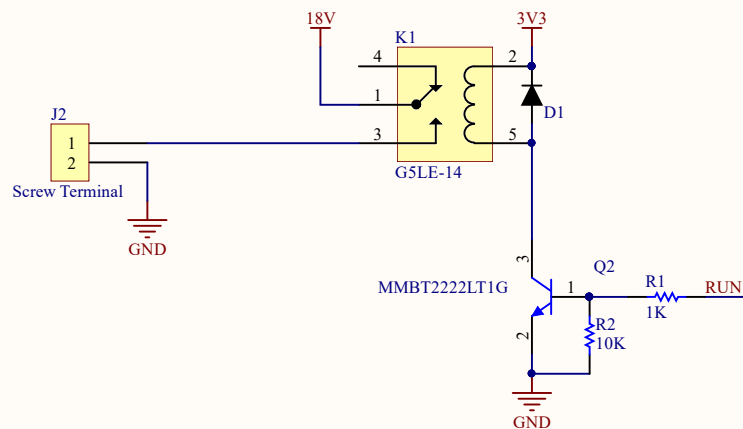 18V
3V3
K1
4
2
1
D1
J2
1
3
5
2
G5LE-14
Screw Terminal
GND
3
Q2
MMBT2222LT1G
1
R1
RUN
1K
R2
2
10K
GND